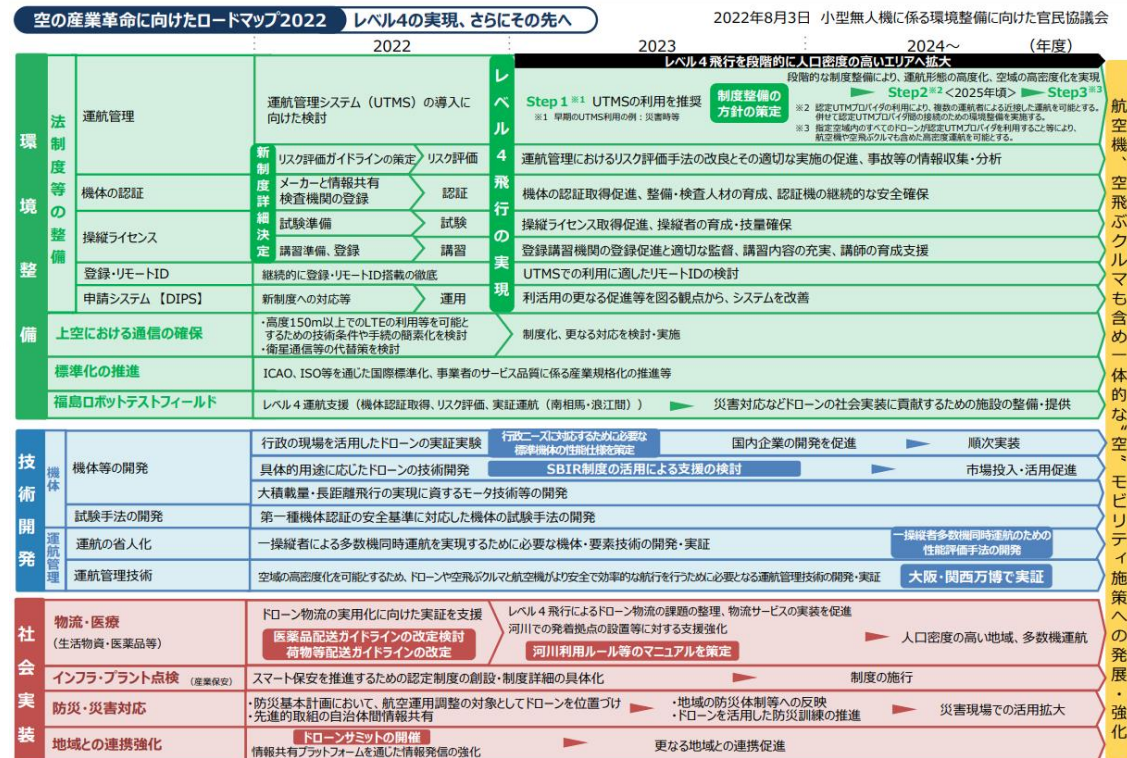 空の産業革命に向けたロードマップ2022 レベル4の実現、さらにその先へ
2022年8月3日 小型無人機に係る環境整備に向けた官民協議会
2022 2023 2024～ (年度)
環境整備
法制度等の整備
レベル4飛行の実現
レベル4飛行を段階的に人口密度の高いエリアへ拡大
運航管理
運航管理システム（UTMS）の導入に
向けた検討
Step1※1 UTMSの利用を推奨
※1 早期のUTMS利用の例：災害時等
制度整備の
方針の策定
段階的な制度整備により、運航形態の高度化、空域の高密度化を実現
Step2※2<2025年頃> Step3※3
※2 認定UTMプロバイダの利用により、複数の運航者による近接した運航を可能とする。
併せて認定UTMプロバイダ間の接続のための環境整備を実施する。
※3 指定空域内のすべてのドローンが認定UTMプロバイダを利用すること等により、
航空機や空飛ぶクルマも含めた高密度運航を可能とする。
新制度詳細決定
リスク評価ガイドラインの策定 リスク評価
運航管理におけるリスク評価手法の改良とその適切な実施の促進、事故等の情報収集・分析
機体の認証
メーカーと情報共有
検査機関の登録
認証
機体の認証取得促進、整備・検査人材の育成、認証機の継続的な安全確保
操縦ライセンス
試験準備 試験
操縦ライセンス取得促進、操縦者の育成・技量確保
講習準備、登録 講習
登録講習機関の登録促進と適切な監督、講習内容の充実、講師の育成支援
登録・リモートID
継続的に登録・リモートID搭載の徹底
UTMSでの利用に適したリモートIDの検討
申請システム【DIPS】
新制度への対応等 運用
利活用の更なる促進等を図る観点から、システムを改善
上空における通信の確保
・高度150m以上でのLTEの利用等を可能と
するための技術条件や手続の簡素化を検討
・衛星通信等の代替策を検討
制度化、更なる対応を検討・実施
標準化の推進
ICAO、ISO等を通じた国際標準化、事業者のサービス品質に係る産業規格化の推進等
福島ロボットテストフィールド
レベル4運航支援（機体認証取得、リスク評価、実証運航（南相馬・浪江間））
災害対応などドローンの社会実装に貢献するための施設の整備・提供
技術開発
機体
機体等の開発
行政の現場を活用したドローンの実証実験
行政ニーズに対応するために必要な
標準機体の性能仕様を策定
国内企業の開発を促進 順次実装
具体的用途に応じたドローンの技術開発
SBIR制度の活用による支援の検討
市場投入・活用促進
大積載量・長距離飛行の実現に資するモータ技術等の開発
試験手法の開発
第一種機体認証の安全基準に対応した機体の試験手法の開発
運航管理
運航の省人化
一操縦者による多数機同時運航を実現するために必要な機体・要素技術の開発・実証
一操縦者多数機同時運航のための
性能評価手法の開発
運航管理技術
空域の高密度化を可能とするため、ドローンや空飛ぶクルマと航空機がより安全で効率的な航行を行うために必要となる運航管理技術の開発・実証
大阪・関西万博で実証
社会実装
物流・医療
（生活物資・医薬品等）
ドローン物流の実用化に向けた実証を支援
医薬品配送ガイドラインの改定検討
荷物等配送ガイドラインの改定
レベル4飛行によるドローン物流の課題の整理、物流サービスの実装を促進
河川での発着拠点の設置等に対する支援強化
河川利用ルール等のマニュアルを策定
人口密度の高い地域、多数機運航
インフラ・プラント点検 （産業保安）
スマート保安を推進するための認定制度の創設・制度詳細の具体化
制度の施行
防災・災害対応
・防災基本計画において、航空運用調整の対象としてドローンを位置づけ
・先進的取組の自治体間情報共有
・地域の防災体制等への反映
・ドローンを活用した防災訓練の推進
災害現場での活用拡大
地域との連携強化
ドローンサミットの開催
情報共有プラットフォームを通じた情報発信の強化
更なる地域との連携促進
航空機、空飛ぶクルマも含め一体的な“空”モビリティ施策への発展・強化